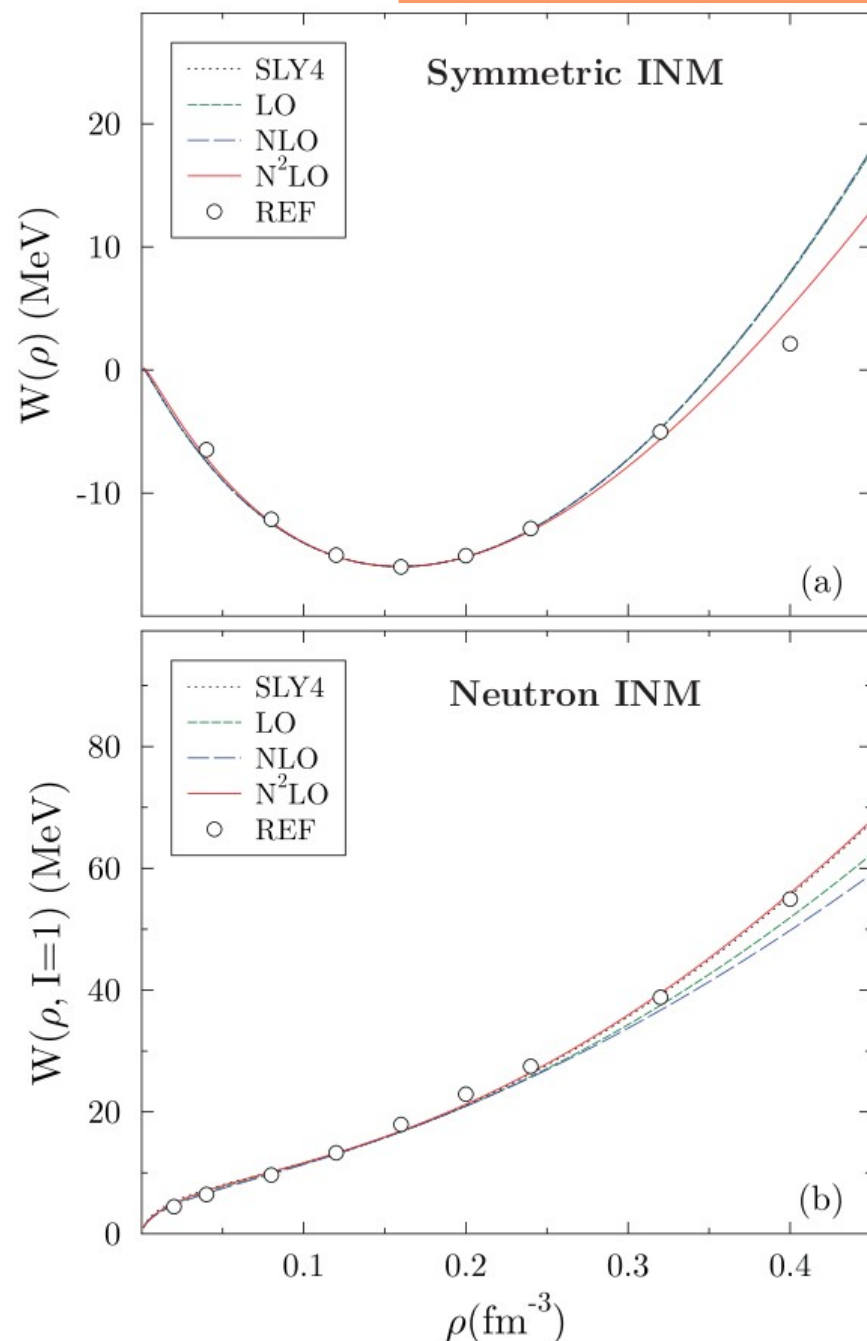 Symmetric INM
SLY4
LO
NLO
N²LO
REF
20
10
0
-10
W(ρ) (MeV)
(a)
Neutron INM
SLY4
LO
NLO
N²LO
REF
80
60
40
20
0
W(ρ, I=1) (MeV)
(b)
0.1 0.2 0.3 0.4
ρ(fm⁻³)